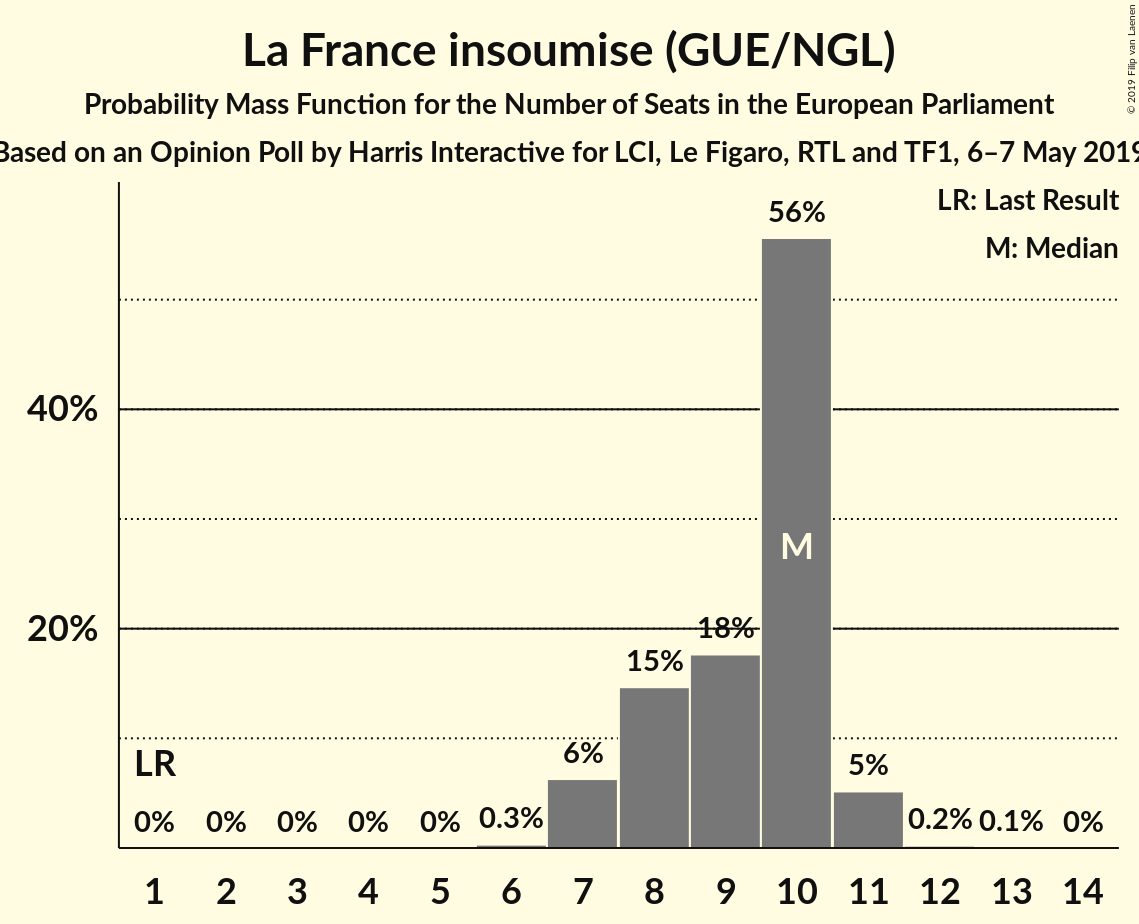 La France insoumise (GUE/NGL)
Probability Mass Function for the Number of Seats in the European Parliament
Based on an Opinion Poll by Harris Interactive for LCI, Le Figaro, RTL and TF1, 6–7 May 2019
© 2019 Filip van Laenen
LR: Last Result
M: Median
56%
40%
M
20%
18%
15%
LR
6%
5%
0% 0% 0% 0% 0% 0.3% 0.2% 0.1% 0%
1 2 3 4 5 6 7 8 9 10 11 12 13 14